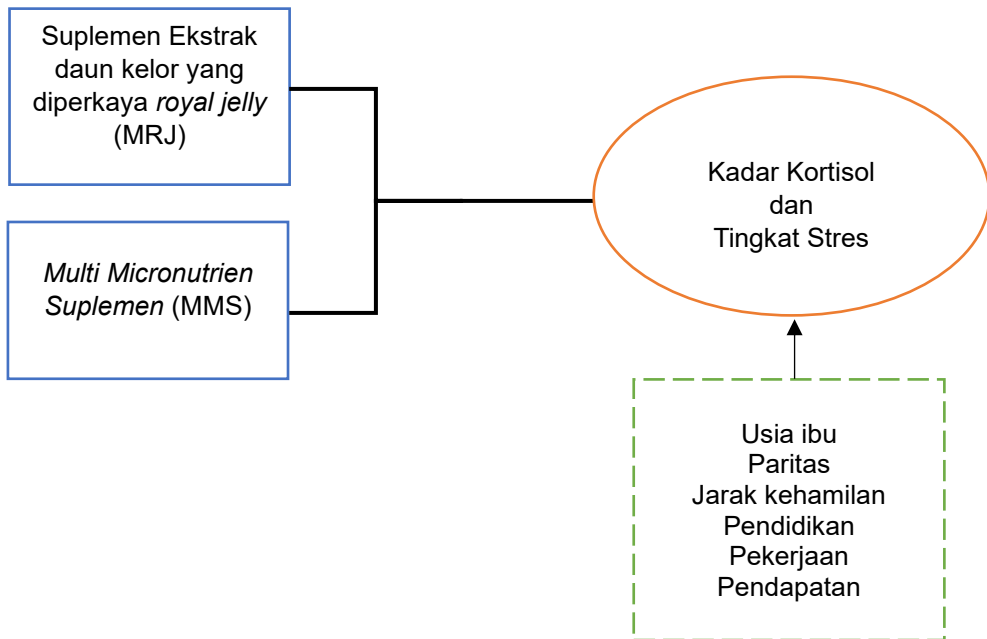 Suplemen Ekstrak
daun kelor yang
diperkaya royal jelly
(MRJ)
Multi Micronutrien
Suplemen (MMS)
Kadar Kortisol
dan
Tingkat Stres
Usia ibu
Paritas
Jarak kehamilan
Pendidikan
Pekerjaan
Pendapatan